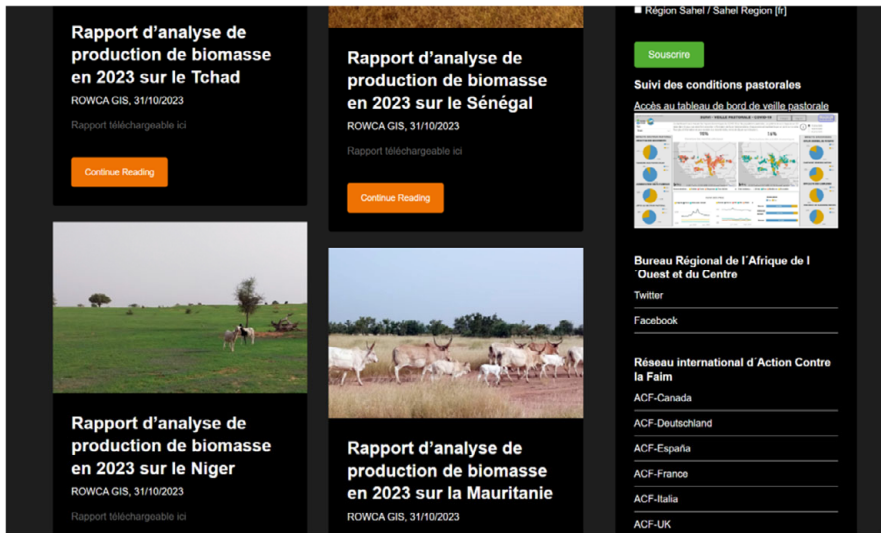 Rapport d’analyse de
production de biomasse
en 2023 sur le Tchad
ROWCA GIS, 31/10/2023
Rapport téléchargeable ici
Continue Reading
Rapport d’analyse de
production de biomasse
en 2023 sur le Niger
ROWCA GIS, 31/10/2023
Rapport téléchargeable ici
Rapport d’analyse de
production de biomasse
en 2023 sur le Sénégal
ROWCA GIS, 31/10/2023
Rapport téléchargeable ici
Continue Reading
Rapport d’analyse de
production de biomasse
en 2023 sur la Mauritanie
ROWCA GIS, 31/10/2023
Région Sahel / Sahel Region [fr]
Souscrire
Suivi des conditions pastorales
Accès au tableau de bord de veille pastorale
Bureau Régional de l´Afrique de l
´Ouest et du Centre
Twitter
Facebook
Réseau international d´Action Contre
la Faim
ACF-Canada
ACF-Deutschland
ACF-España
ACF-France
ACF-Italia
ACF-UK